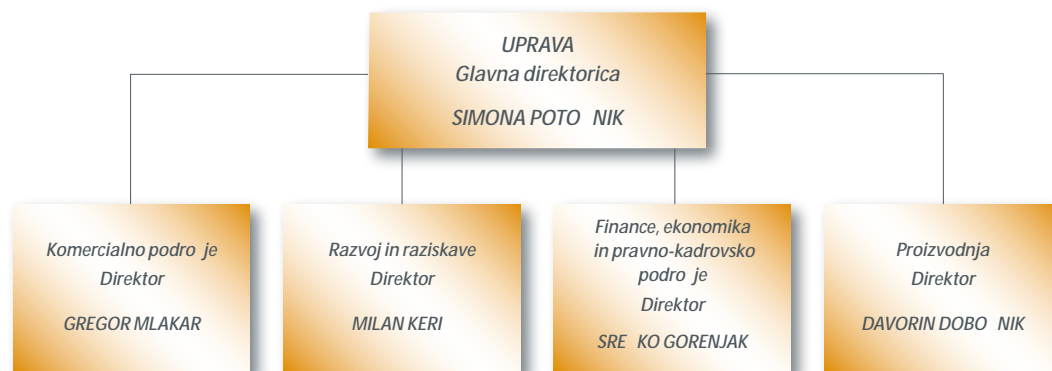 UPRAVA
Glavna direktorica
SIMONA POTO NIK
Komercialno podro je
Direktor
GREGOR MLAKAR
Razvoj in raziskave
Direktor
MILAN KERI
Finance, ekonomika
in pravno-kadrovsko
podro je
Direktor
SRE KO GORENJAK
Proizvodnja
Direktor
DAVORIN DOBO NIK